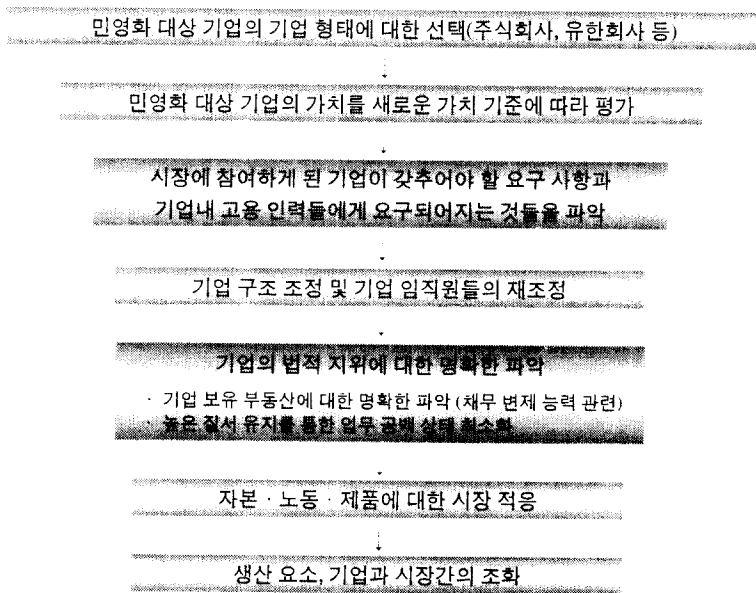 민영화 대상 기업의 기업 형태에 대한 선택(주식회사, 유한회사 등)
민영화 대상 기업의 가치를 새로운 가치 기준에 따라 평가
시장에 참여하게 된 기업이 갖추어야 할 요구 사항과
기업내 고용 인력들에게 요구되어지는 것들을 파악
기업 구조 조정 및 기업 임직원들의 재조정
기업의 법적 지위에 대한 명확한 파악
· 기업 보유 부동산에 대한 명확한 파악 (채무 변제 능력 관련)
· 높은 질서 유지를 통한 업무 공백 상태 최소화
자본 · 노동 · 제품에 대한 시장 적응
생산 요소, 기업과 시장간의 조화